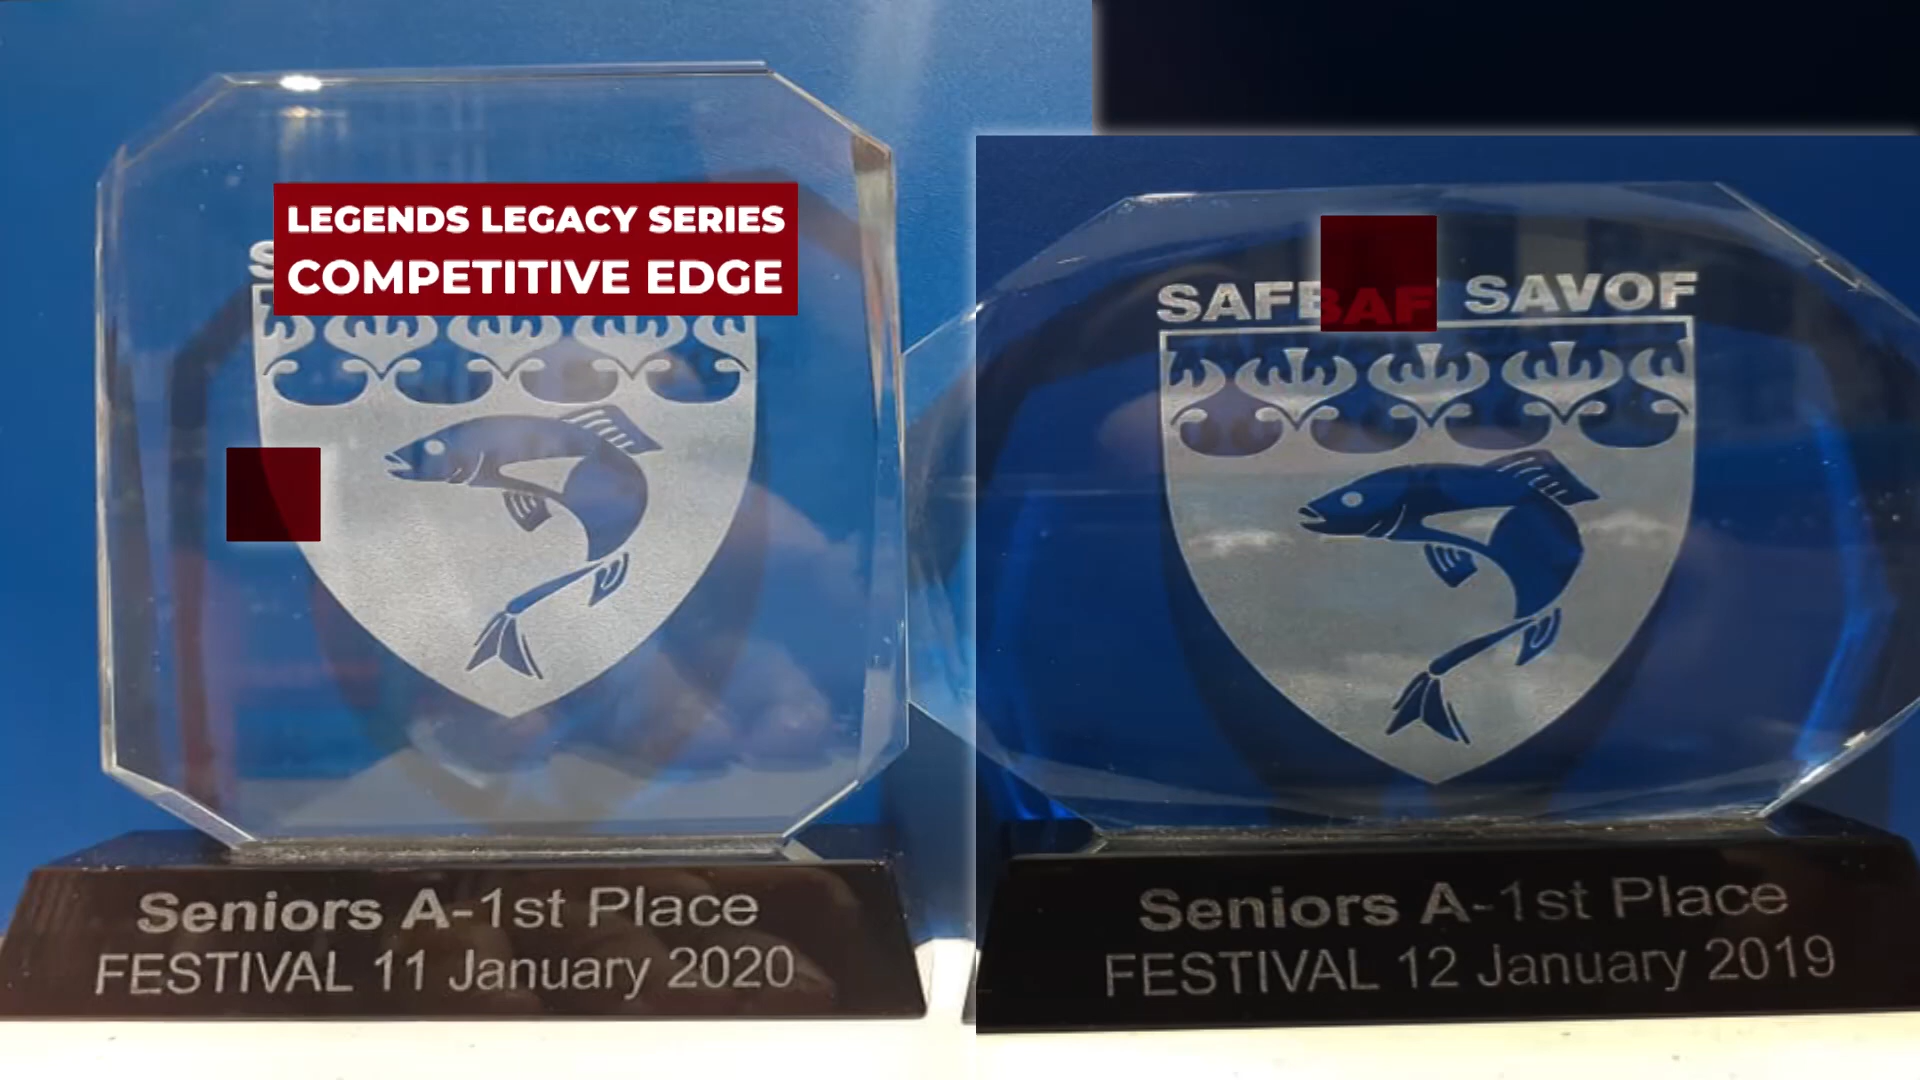 LEGENDS LEGACY SERIES
COMPETITIVE EDGE
Seniors A-1st Place
FESTIVAL 11 January 2020
SAFBAF SAVOF
Seniors A-1st Place
FESTIVAL 12 January 2019